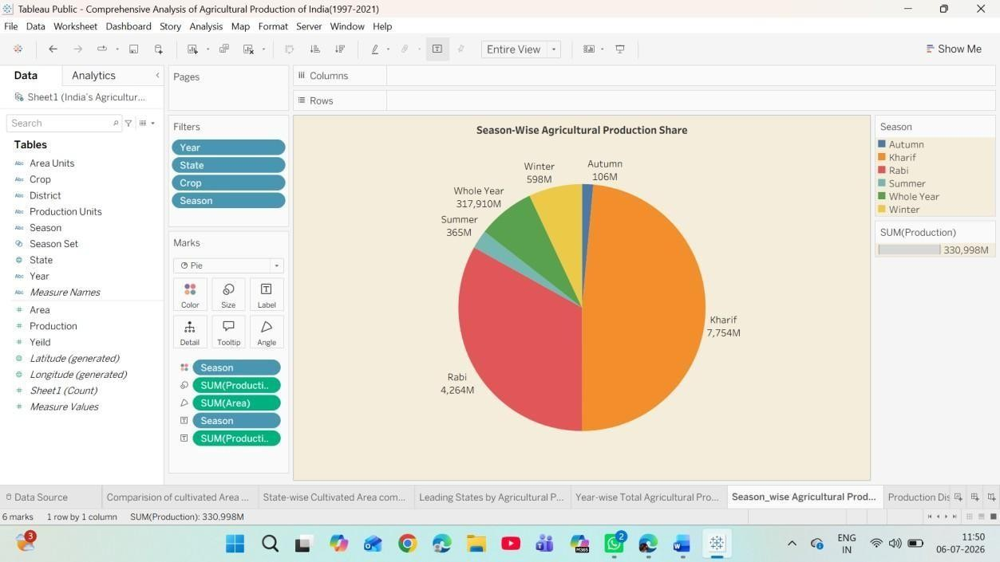 Tableau Public - Comprehensive Analysis of Agricultural Production of India(1997-2021)
File Data Worksheet Dashboard Story Analysis Map Format Server Window Help
Entire View
Show Me
Data Analytics
Sheet1 (India's Agricultur...
Search
Tables
Abc Area Units
Abc Crop
Abc District
Abc Production Units
Abc Season
Season Set
State
Abc Year
Abc Measure Names
# Area
# Production
# Yeild
Latitude (generated)
Longitude (generated)
# Sheet1 (Count)
# Measure Values
Pages
Filters
Year
State
Crop
Season
Marks
Pie
Color Size Label
Detail Tooltip Angle
Season
SUM(Producti..
SUM(Area)
Season
SUM(Producti..
Columns
Rows
Season-Wise Agricultural Production Share
Winter
598M
Autumn
106M
Whole Year
317,910M
Summer
365M
Kharif
7,754M
Rabi
4,264M
Season
Autumn
Kharif
Rabi
Summer
Whole Year
Winter
SUM(Production)
330,998M
Data Source
Comparision of cultivated Area ...
State-wise Cultivated Area com...
Leading States by Agricultural P...
Year-wise Total Agricultural Pro...
Season_wise Agricultural Prod...
Production Dis
6 marks 1 row by 1 column SUM(Production): 330,998M
3
M365
2
ENG
IN
11:50
06-07-2026